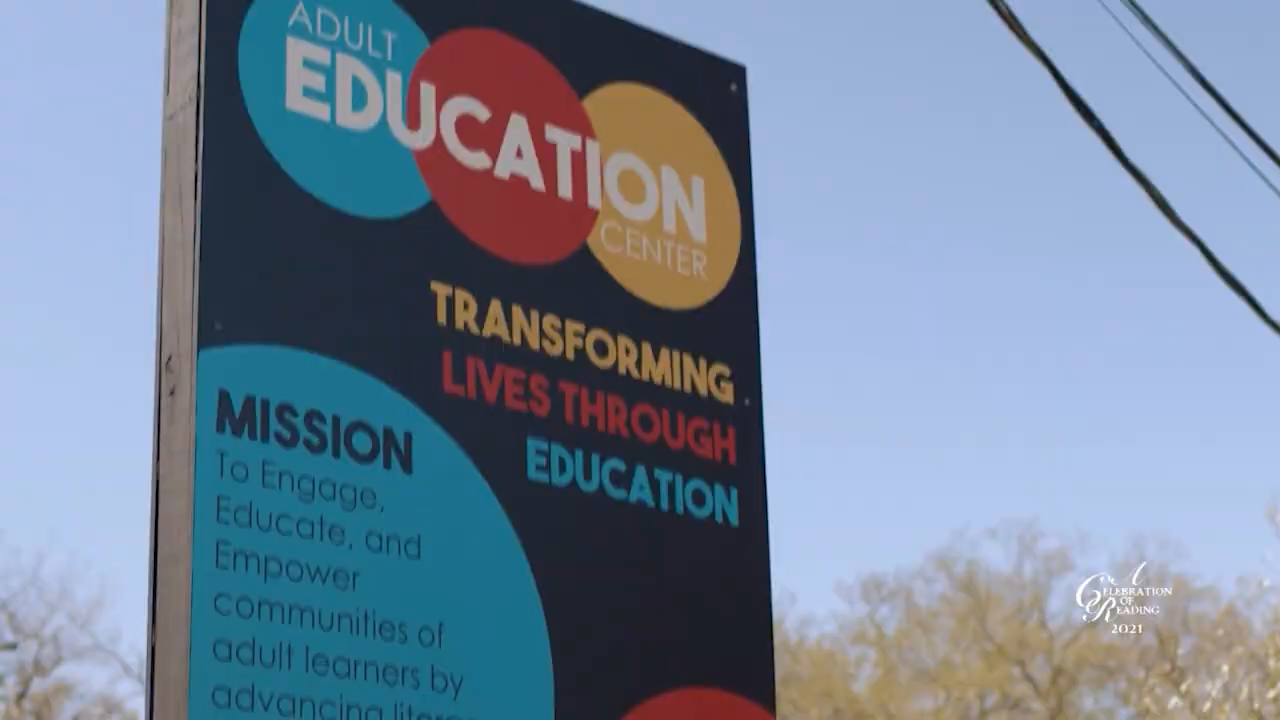 ADULT
EDUCATION
CENTER
TRANSFORMING
LIVES THROUGH
EDUCATION
MISSION
To Engage,
Educate, and
Empower
communities of
adult learners by
advancing
A
CELEBRATION
OF
READING
2021